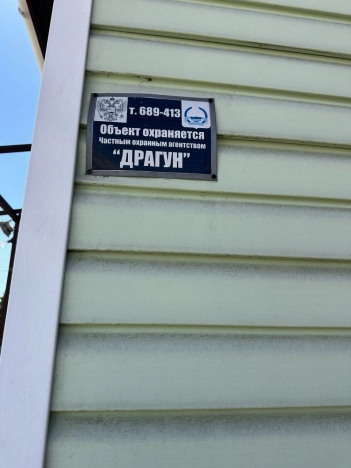 т. 689-413
Объект охраняется
Частным охранным агентством
"ДРАГУН"